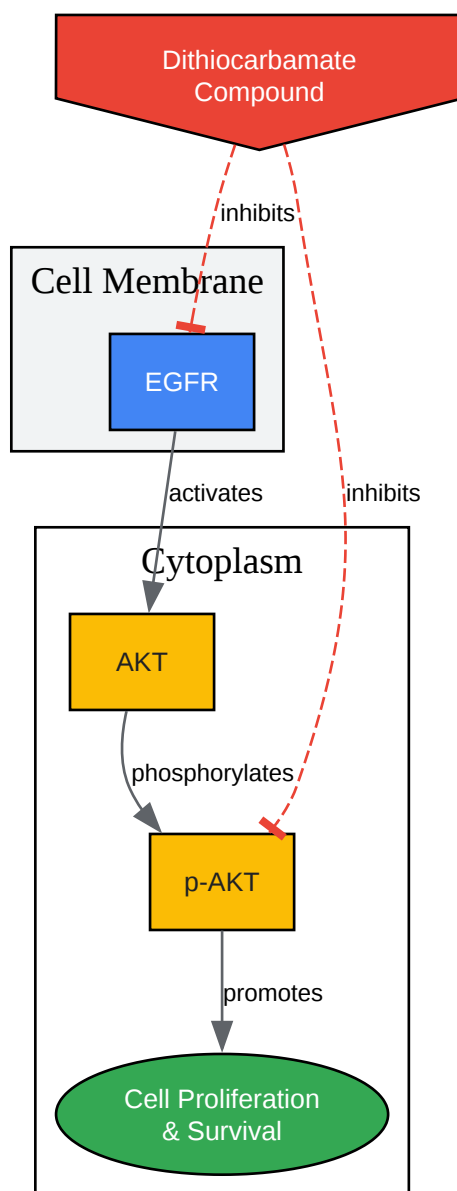 Dithiocarbamate
Compound
inhibits
Cell Membrane
EGFR
activates
inhibits
Cytoplasm
AKT
phosphorylates
p-AKT
promotes
Cell Proliferation
& Survival